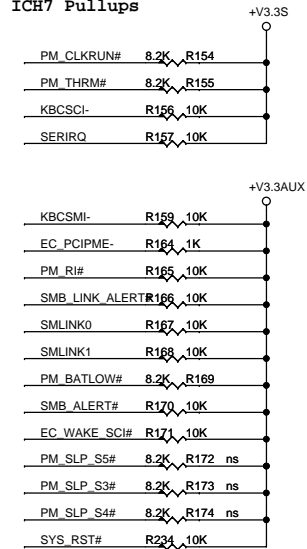 ICH7 Pullups
+V3.3S
PM_CLKRUN# 8.2K R154
PM_THRM# 8.2K R155
KBCSCI- R156 10K
SERIRQ R157 10K
+V3.3AUX
KBCSMI- R159 10K
EC_PCIPME- R164 1K
PM_RI# R165 10K
SMB_LINK_ALERT# R166 10K
SMLINK0 R167 10K
SMLINK1 R168 10K
PM_BATLOW# 8.2K R169
SMB_ALERT# R170 10K
EC_WAKE_SCI# R171 10K
PM_SLP_S5# 8.2K R172 ns
PM_SLP_S3# 8.2K R173 ns
PM_SLP_S4# 8.2K R174 ns
SYS_RST# R234 10K